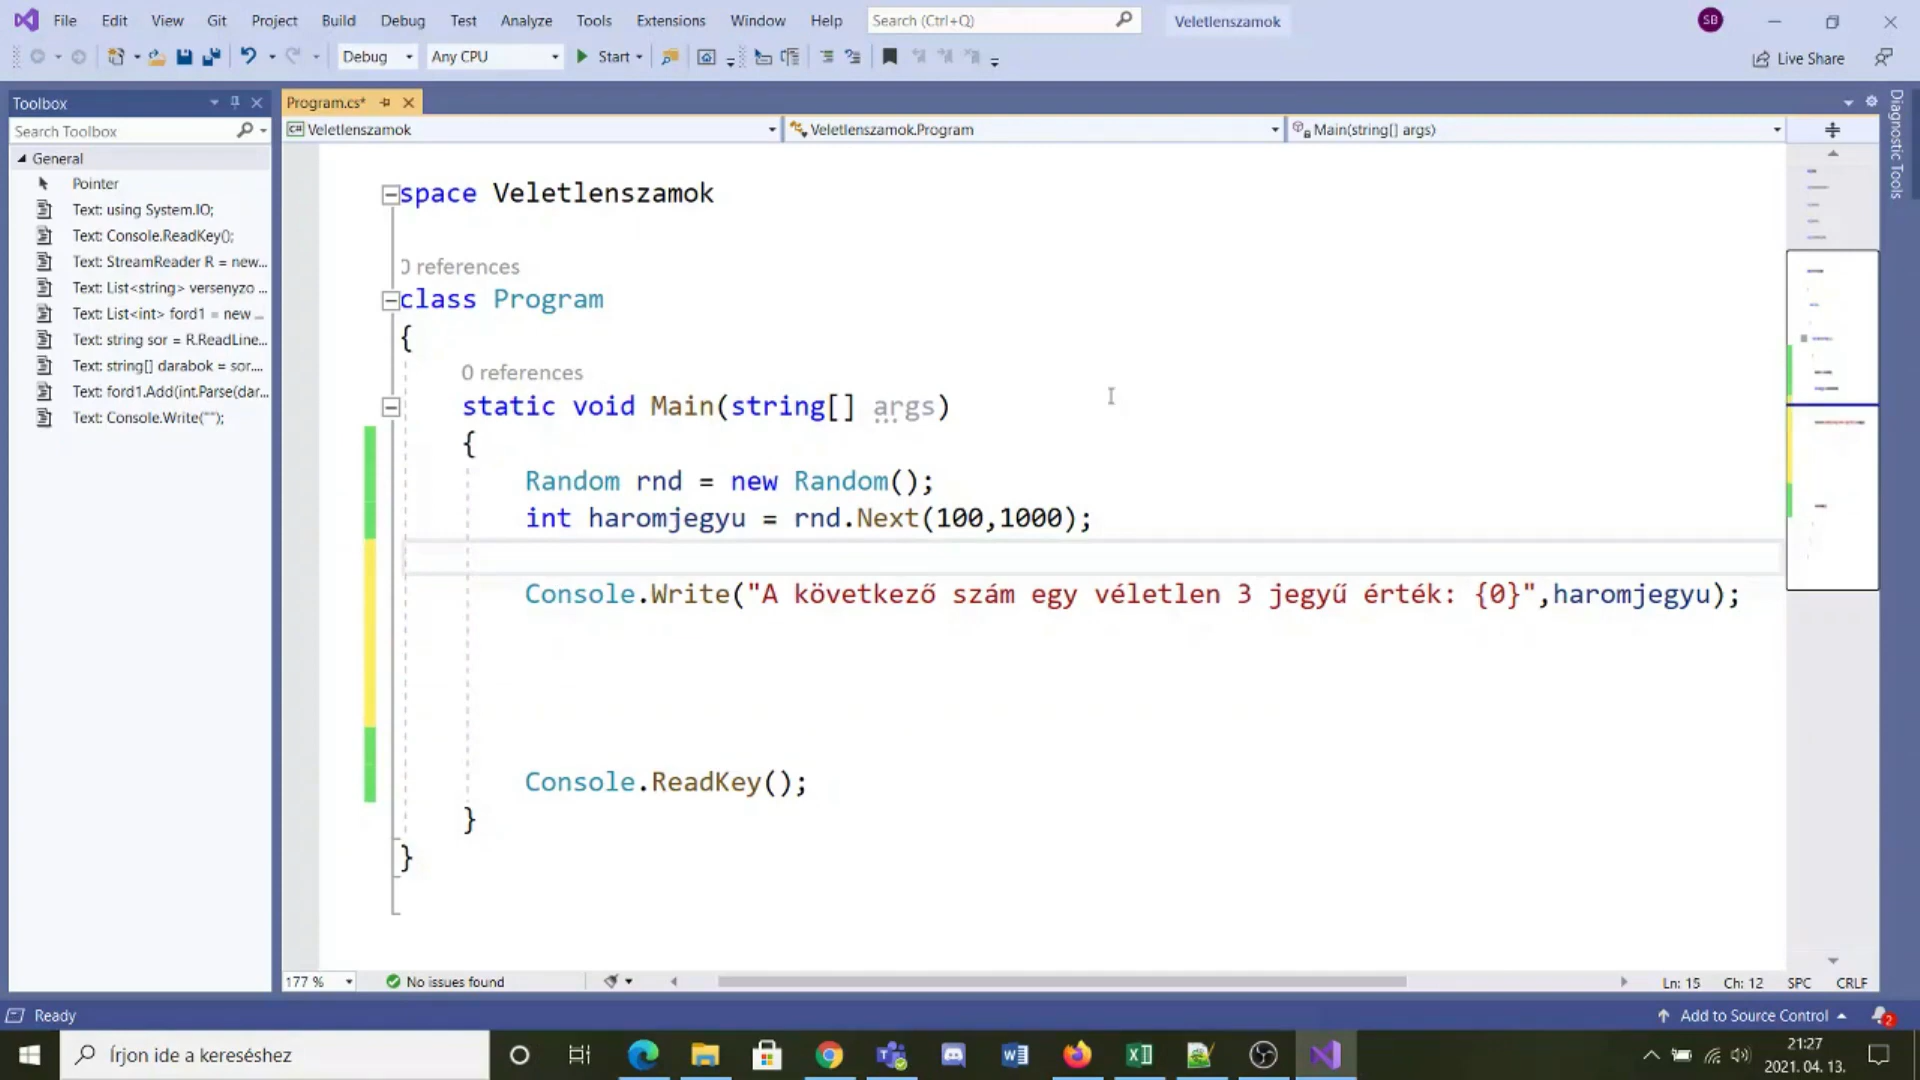 File Edit View Git Project Build Debug Test Analyze Tools Extensions Window Help Search (Ctrl+Q) Veletlenszamok SB
Debug Any CPU Start Live Share
Toolbox
Search Toolbox
General
Pointer
Text: using System.IO;
Text: Console.ReadKey();
Text: StreamReader R = new...
Text: List<string> versenyzo ...
Text: List<int> ford1 = new ...
Text: string sor = R.ReadLine...
Text: string[] darabok = sor....
Text: ford1.Add(int.Parse(dar...
Text: Console.Write("");
Program.cs*
C# Veletlenszamok Veletlenszamok.Program Main(string[] args)
space Veletlenszamok
0 references
class Program
{
0 references
static void Main(string[] args)
{
Random rnd = new Random();
int haromjegyu = rnd.Next(100,1000);
Console.Write("A következő szám egy véletlen 3 jegyű érték: {0}",haromjegyu);
Console.ReadKey();
}
}
Diagnostic Tools
177 % No issues found Ln: 15 Ch: 12 SPC CRLF
Ready Add to Source Control 2
Írjon ide a kereséshez
21:27
2021. 04. 13.